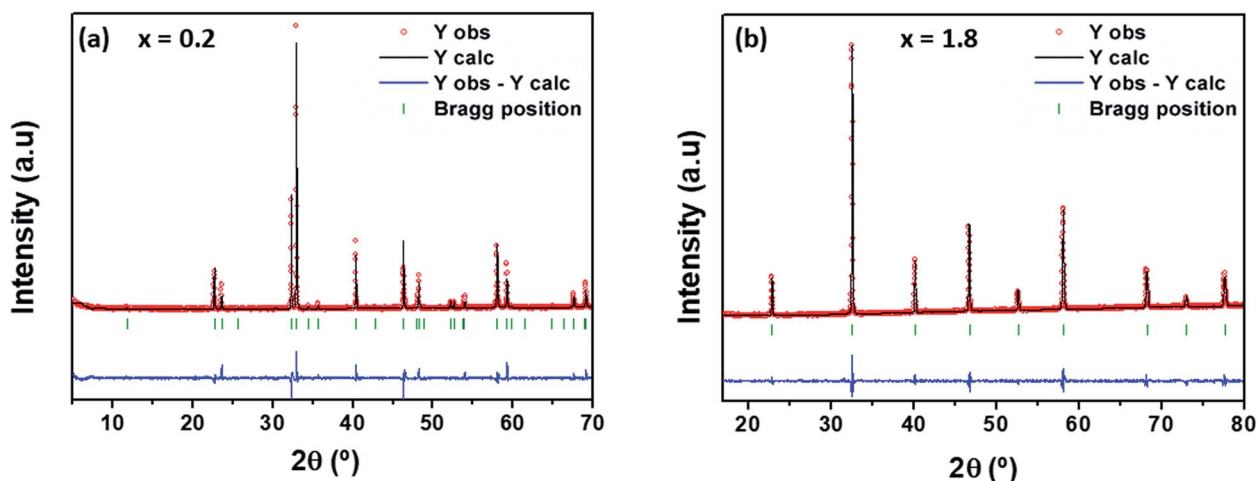 (a) x = 0.2
Y obs
Y calc
Y obs - Y calc
Bragg position
Intensity (a.u)
10 20 30 40 50 60 70
2θ (º)
(b) x = 1.8
Y obs
Y calc
Y obs - Y calc
Bragg position
Intensity (a.u)
20 30 40 50 60 70 80
2θ (º)